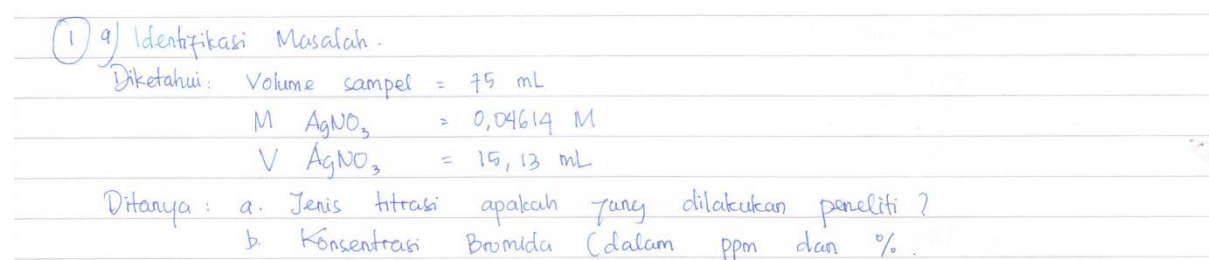 1 a) Identifikasi Masalah.
Diketahui: Volume sampel = 75 mL
M AgNO₃ = 0,04614 M
V AgNO₃ = 15,13 mL
Ditanya : a. Jenis titrasi apakah yang dilakukan peneliti ?
b. Konsentrasi Bromida (dalam ppm dan %.